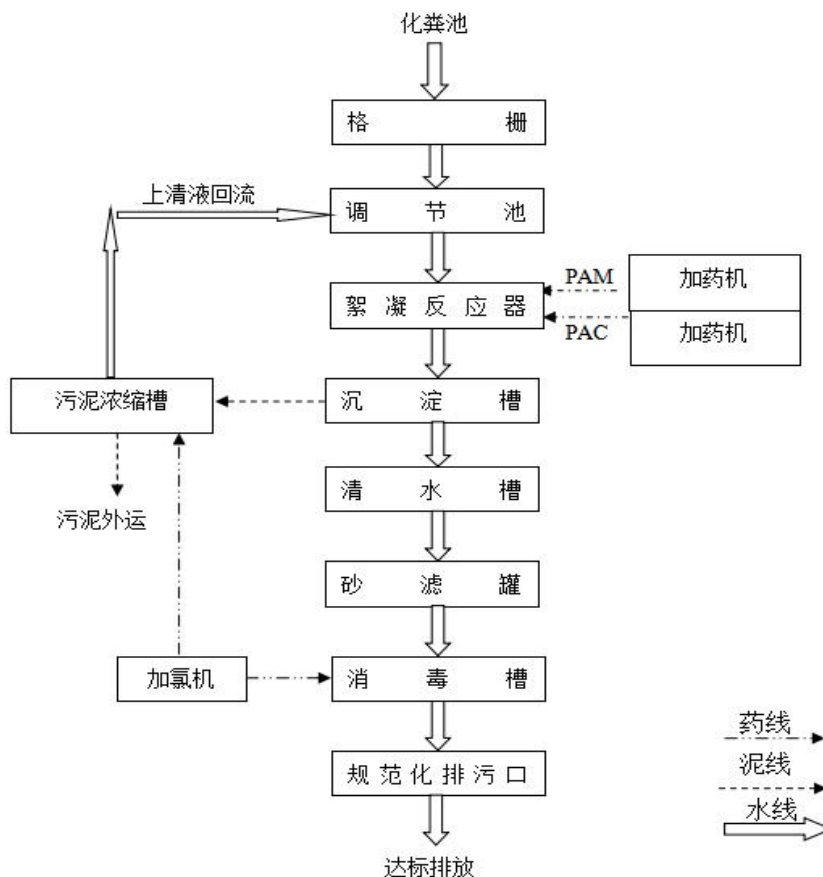 化粪池
格栅
上清液回流
调节池
PAM
加药机
絮凝反应器
PAC
加药机
污泥浓缩槽
沉淀槽
清水槽
污泥外运
砂滤罐
加氯机
消毒槽
药线
规范化排污口
泥线
水线
达标排放